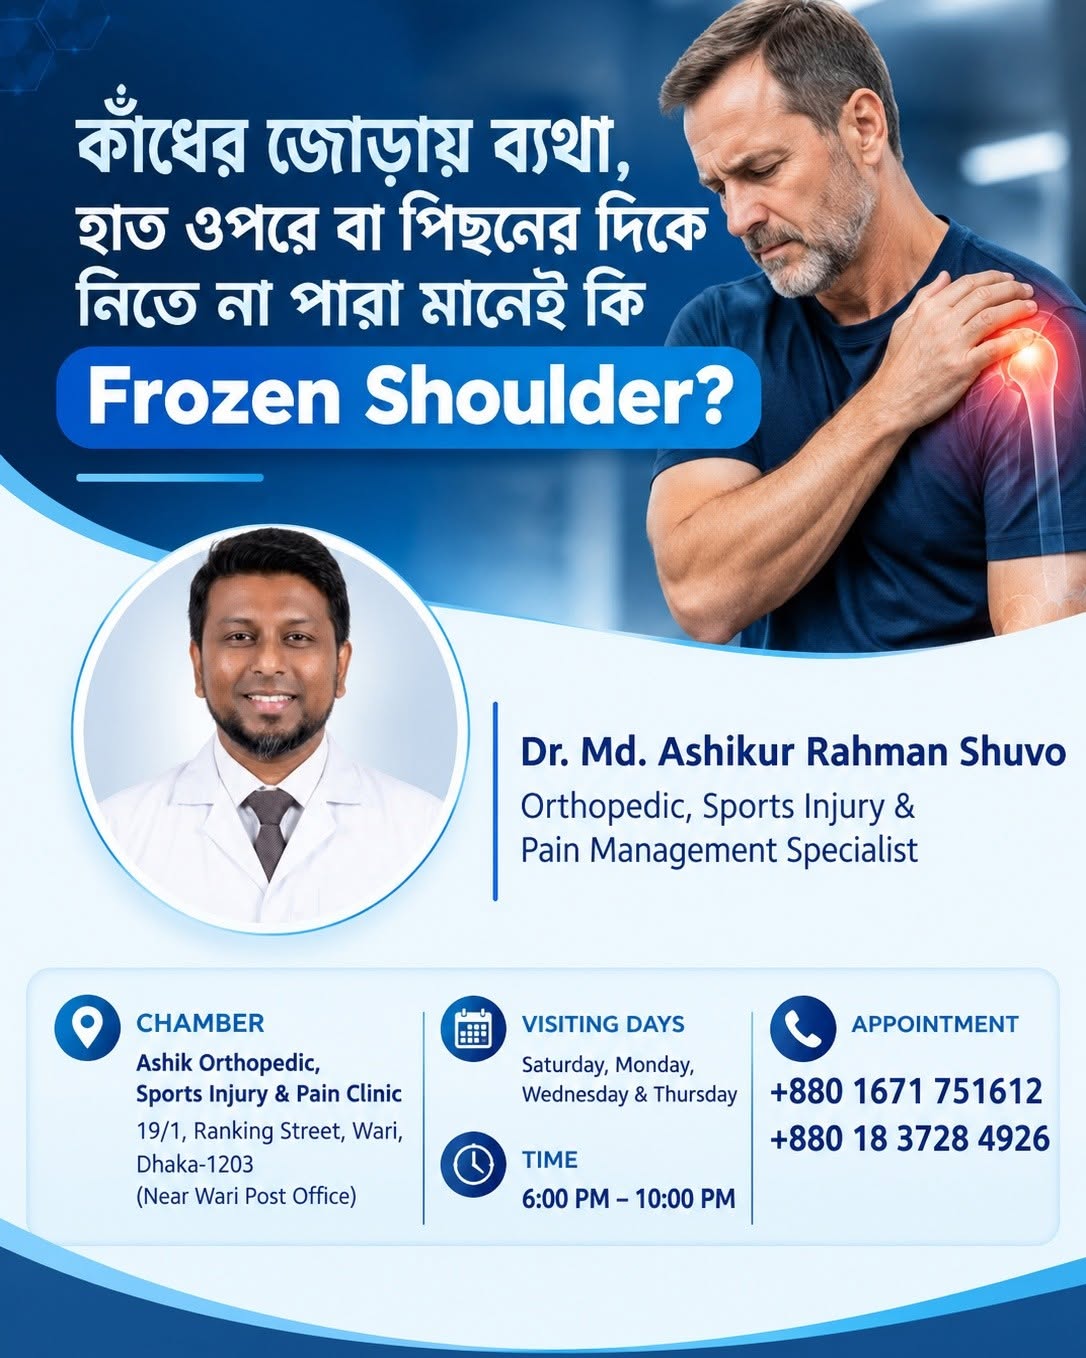 কাঁধের জোড়ায় ব্যথা,
হাত ওপরে বা পিছনের দিকে
নিতে না পারা মানেই কি
Frozen Shoulder?
Dr. Md. Ashikur Rahman Shuvo
Orthopedic, Sports Injury &
Pain Management Specialist
CHAMBER
Ashik Orthopedic,
Sports Injury & Pain Clinic
19/1, Ranking Street, Wari,
Dhaka-1203
(Near Wari Post Office)
VISITING DAYS
Saturday, Monday,
Wednesday & Thursday
TIME
6:00 PM – 10:00 PM
APPOINTMENT
+880 1671 751612
+880 18 3728 4926